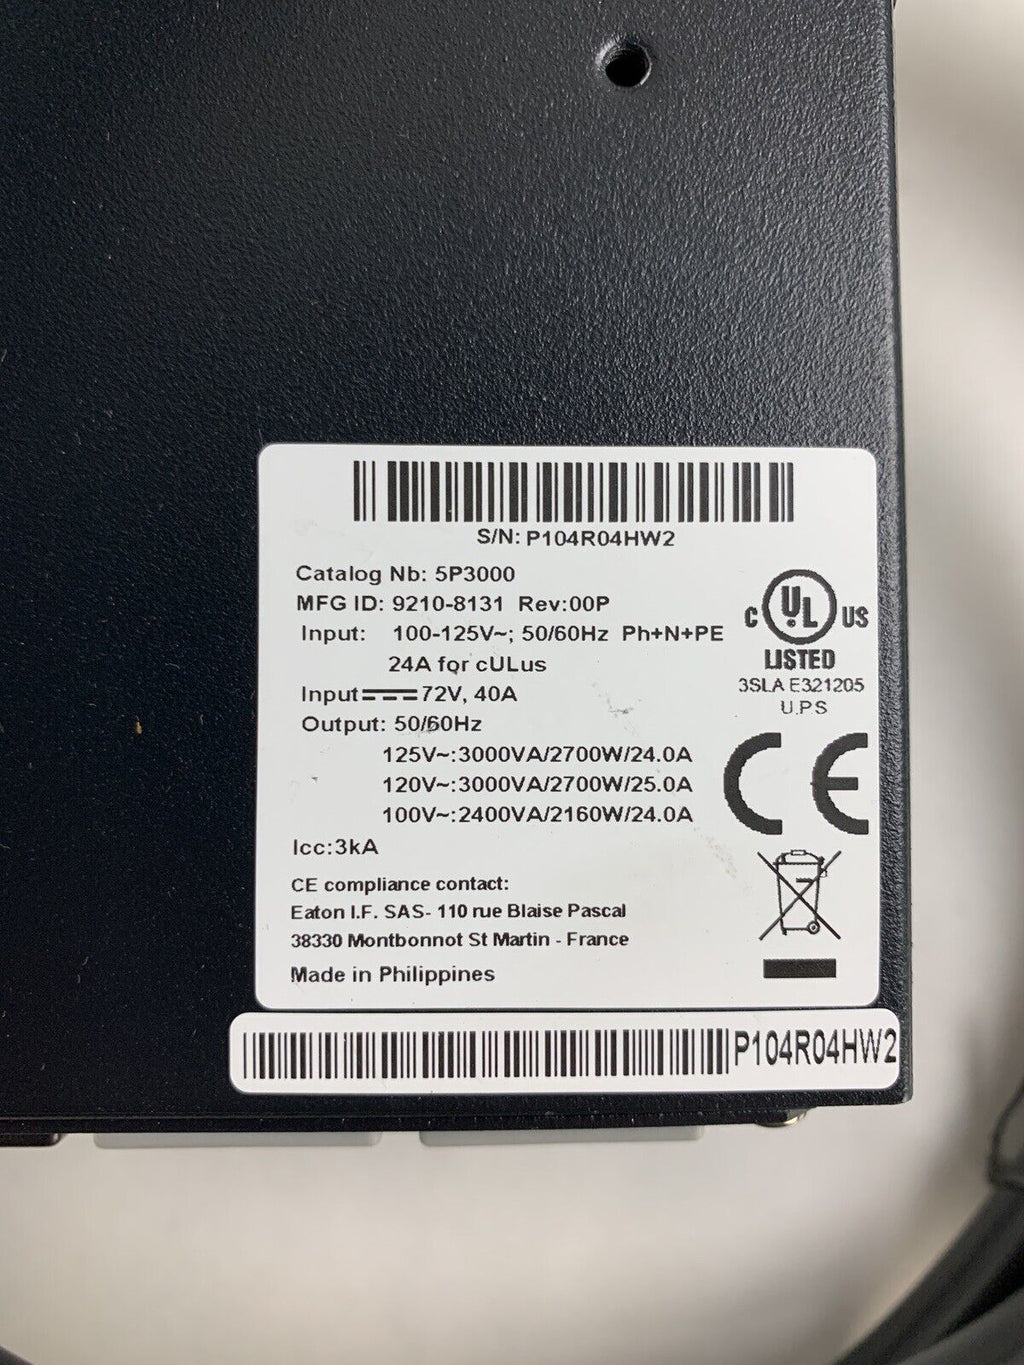 S/N: P104R04HW2
Catalog Nb: 5P3000
MFG ID: 9210-8131 Rev:00P
Input: 100-125V~; 50/60Hz Ph+N+PE
24A for cULus
Input⎓72V, 40A
Output: 50/60Hz
125V~:3000VA/2700W/24.0A
120V~:3000VA/2700W/25.0A
100V~:2400VA/2160W/24.0A
Icc:3kA
CE compliance contact:
Eaton I.F. SAS- 110 rue Blaise Pascal
38330 Montbonnot St Martin - France
Made in Philippines
C UL US
LISTED
3SLA E321205
U.P.S
CE
P104R04HW2